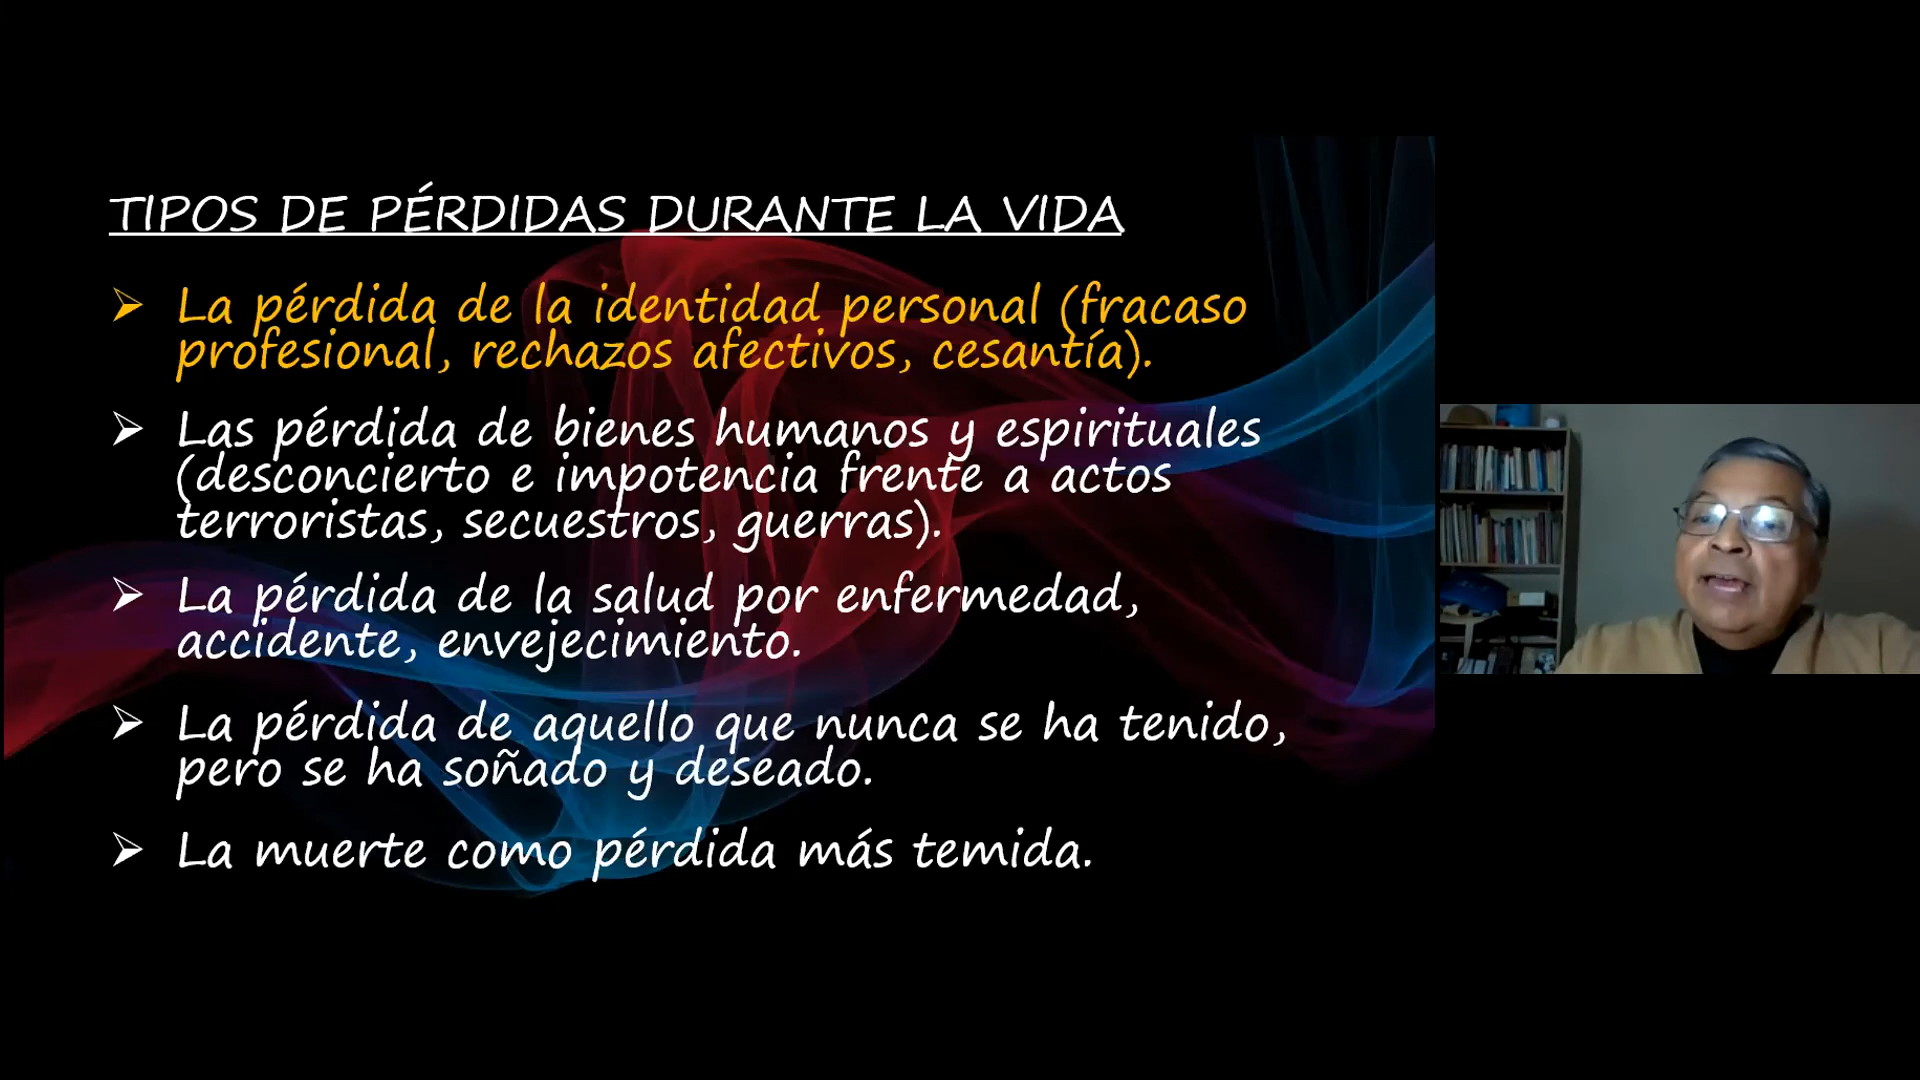 TIPOS DE PÉRDIDAS DURANTE LA VIDA
La pérdida de la identidad personal (fracaso
profesional, rechazos afectivos, cesantía).
Las pérdida de bienes humanos y espirituales
(desconcierto e impotencia frente a actos
terroristas, secuestros, guerras).
La pérdida de la salud por enfermedad,
accidente, envejecimiento.
La pérdida de aquello que nunca se ha tenido,
pero se ha soñado y deseado.
La muerte como pérdida más temida.